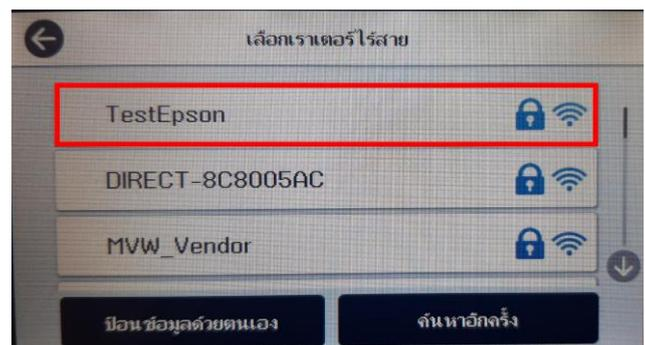 เลือกเราเตอร์ไร้สาย
TestEpson
DIRECT-8C8005AC
MVW_Vendor
ป้อนข้อมูลด้วยตนเอง
ค้นหาอีกครั้ง